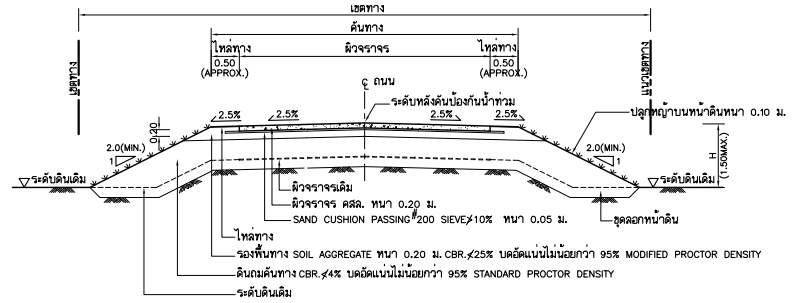 เขตทาง
คันทาง
ไหล่ทาง ผิวจราจร ไหล่ทาง
0.50 0.50
(APPROX.) (APPROX.)
เขตทาง
แนวเขตทาง
℄ ถนน
ระดับหลังคันป้องกันน้ำท่วม
ปลูกหญ้าบนหน้าดินหนา 0.10 ม.
2.5% 2.5% 2.5% 2.5%
0.20
2.0(MIN.) 2.0(MIN.)
1 1
H
(1.50MAX.)
ระดับดินเดิม ระดับดินเดิม
ผิวจราจรเดิม
ผิวจราจร คสล. หนา 0.20 ม.
SAND CUSHION PASSING #200 SIEVE≯10% หนา 0.05 ม.
ขุดลอกหน้าดิน
ไหล่ทาง
รองพื้นทาง SOIL AGGREGATE หนา 0.20 ม. CBR.≮25% บดอัดแน่นไม่น้อยกว่า 95% MODIFIED PROCTOR DENSITY
ดินถมคันทาง CBR.≮4% บดอัดแน่นไม่น้อยกว่า 95% STANDARD PROCTOR DENSITY
ระดับดินเดิม